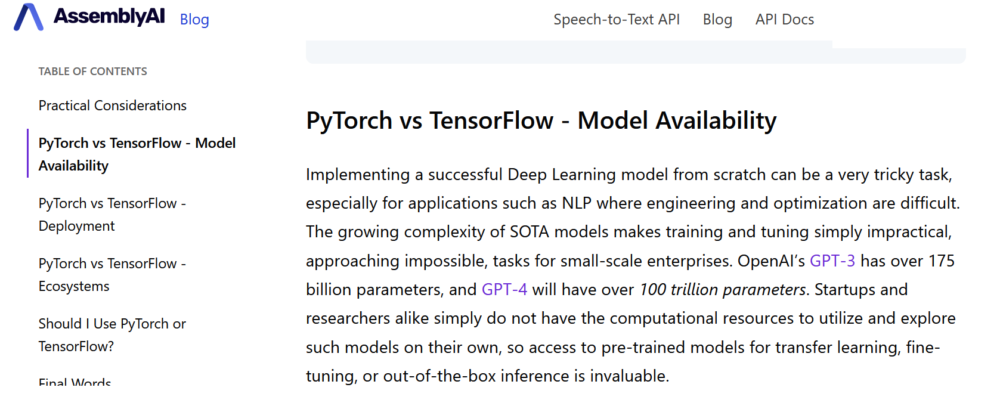 AssemblyAI Blog
Speech-to-Text API Blog API Docs
TABLE OF CONTENTS
Practical Considerations
PyTorch vs TensorFlow - Model
Availability
PyTorch vs TensorFlow -
Deployment
PyTorch vs TensorFlow -
Ecosystems
Should I Use PyTorch or
TensorFlow?
Final Words
PyTorch vs TensorFlow - Model Availability
Implementing a successful Deep Learning model from scratch can be a very tricky task,
especially for applications such as NLP where engineering and optimization are difficult.
The growing complexity of SOTA models makes training and tuning simply impractical,
approaching impossible, tasks for small-scale enterprises. OpenAI’s GPT-3 has over 175
billion parameters, and GPT-4 will have over 100 trillion parameters. Startups and
researchers alike simply do not have the computational resources to utilize and explore
such models on their own, so access to pre-trained models for transfer learning, fine-
tuning, or out-of-the-box inference is invaluable.